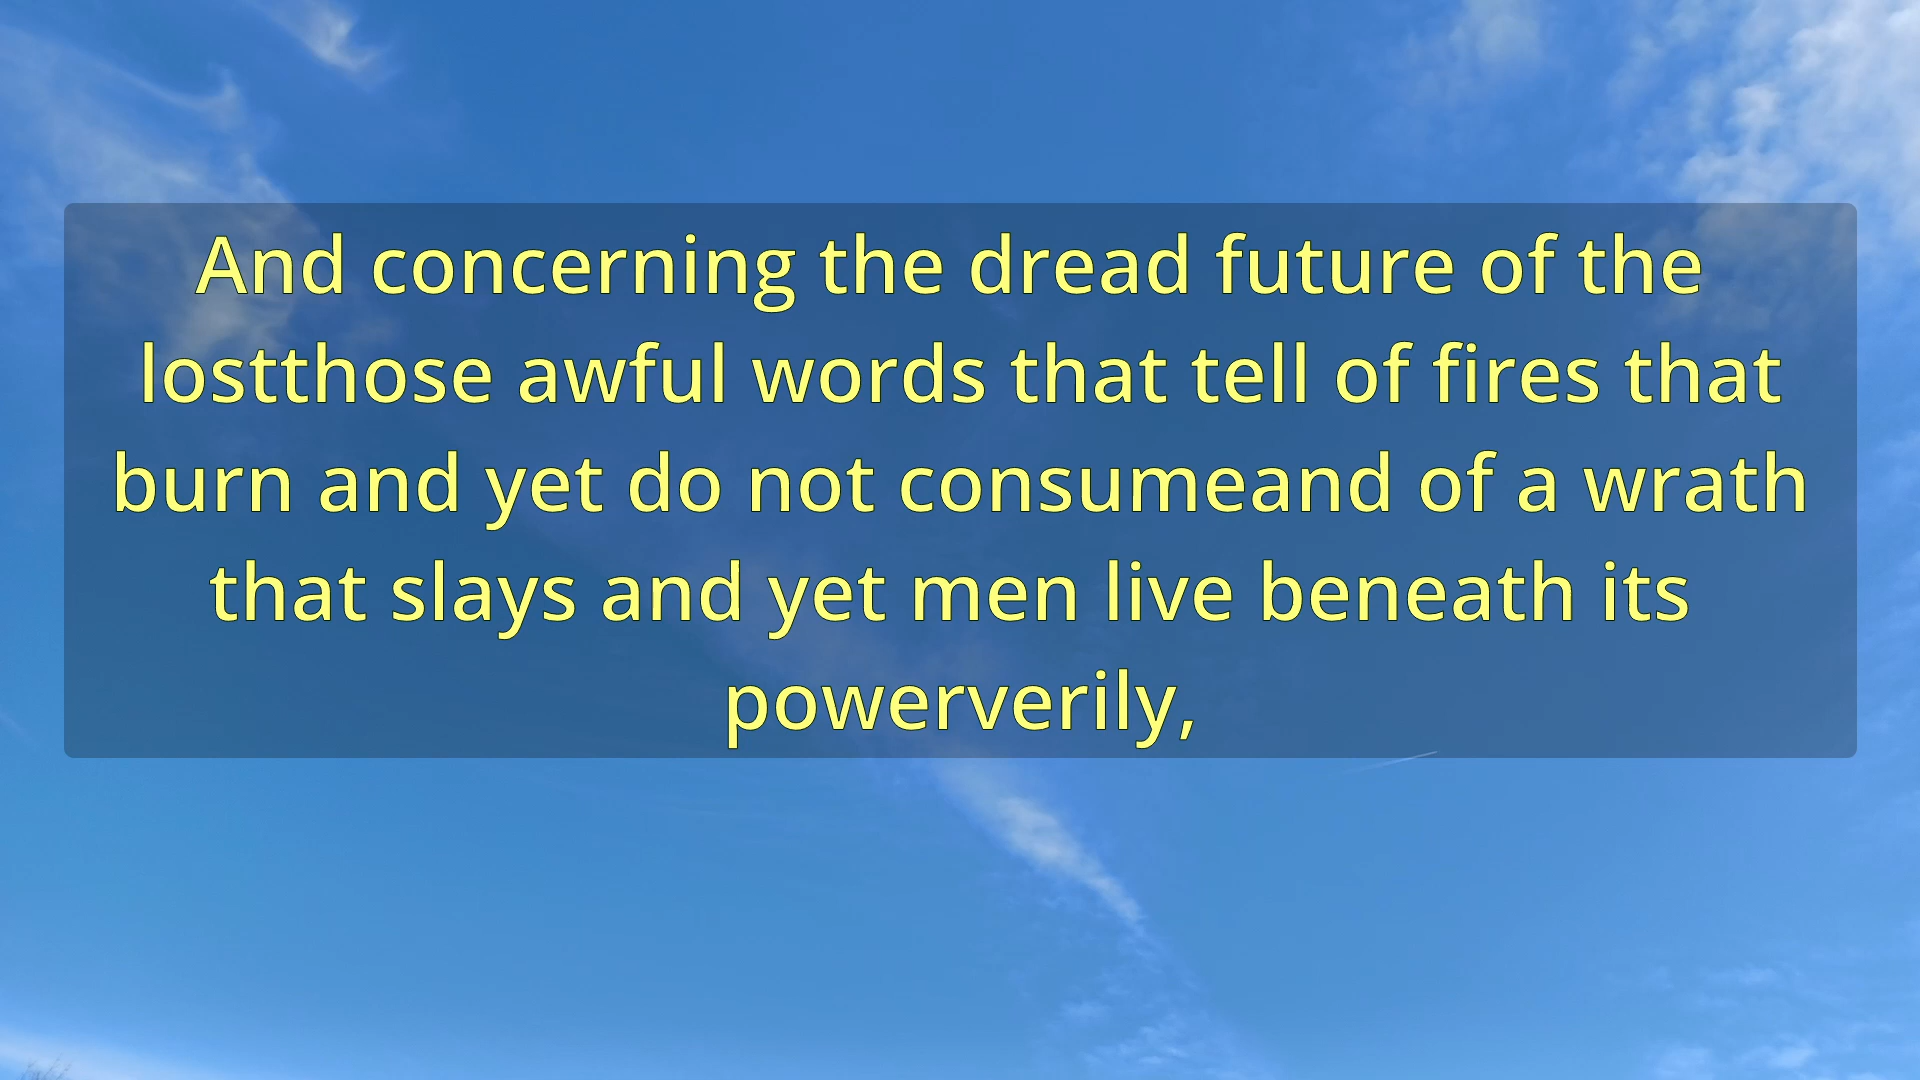 And concerning the dread future of the
lostthose awful words that tell of fires that
burn and yet do not consumeand of a wrath
that slays and yet men live beneath its
powerverily,